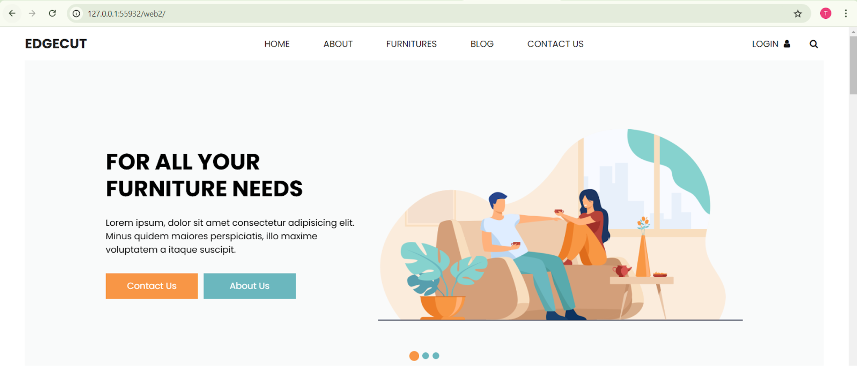 127.0.0.1:55932/web2/
T
EDGECUT
HOME
ABOUT
FURNITURES
BLOG
CONTACT US
LOGIN
FOR ALL YOUR
FURNITURE NEEDS
Lorem ipsum, dolor sit amet consectetur adipisicing elit.
Minus quidem maiores perspiciatis, illo maxime
voluptatem a itaque suscipit.
Contact Us
About Us